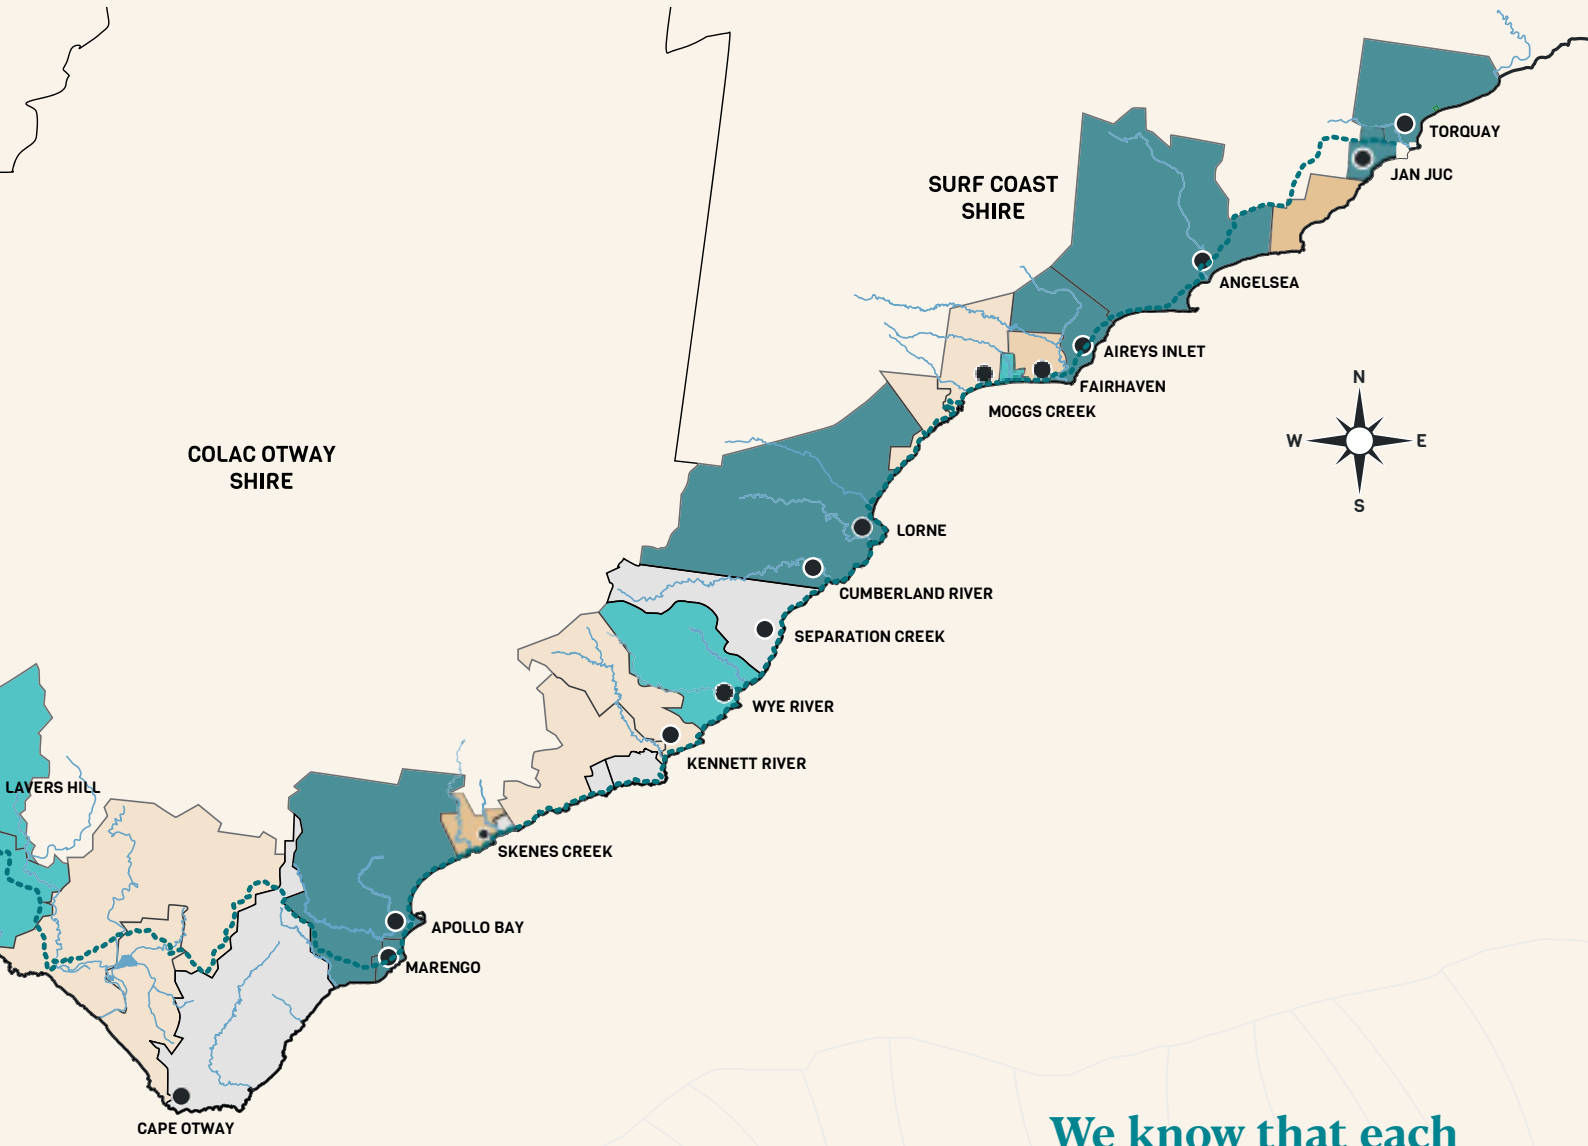 TORQUAY
JAN JUC
SURF COAST
SHIRE
ANGELSEA
AIREYS INLET
FAIRHAVEN
MOGGS CREEK
N
W
E
S
COLAC OTWAY
SHIRE
LORNE
CUMBERLAND RIVER
SEPARATION CREEK
WYE RIVER
KENNETT RIVER
LAVERS HILL
SKENES CREEK
APOLLO BAY
MARENGO
CAPE OTWAY
We know that each